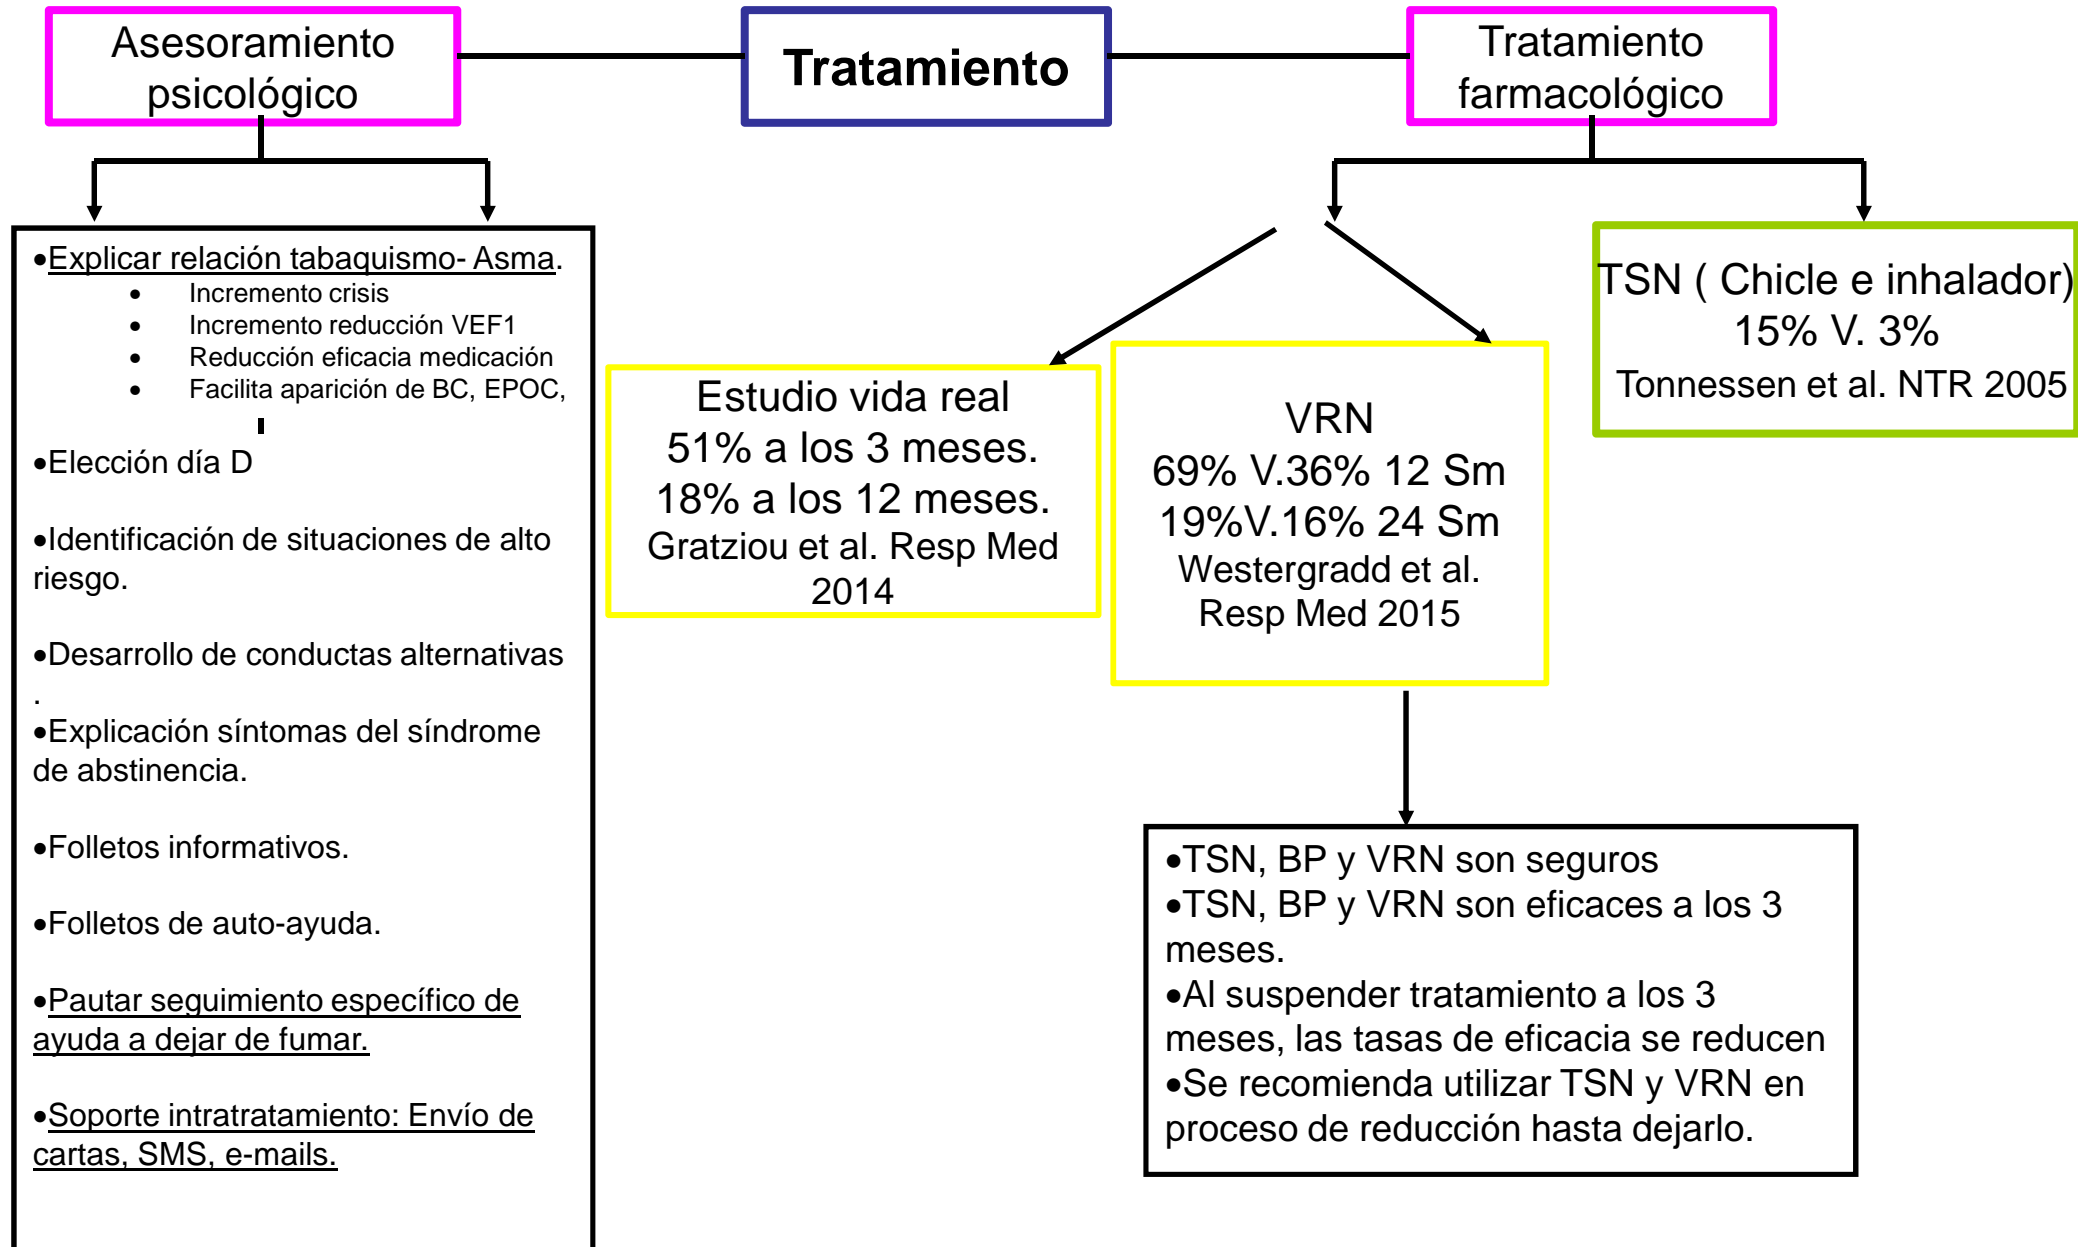 Asesoramiento
psicológico
Tratamiento
Tratamiento
farmacológico
•Explicar relación tabaquismo- Asma.
• Incremento crisis
• Incremento reducción VEF1
• Reducción eficacia medicación
• Facilita aparición de BC, EPOC,
•Elección día D
•Identificación de situaciones de alto
riesgo.
•Desarrollo de conductas alternativas
.
•Explicación síntomas del síndrome
de abstinencia.
•Folletos informativos.
•Folletos de auto-ayuda.
•Pautar seguimiento específico de
ayuda a dejar de fumar.
•Soporte intratratamiento: Envío de
cartas, SMS, e-mails.
Estudio vida real
51% a los 3 meses.
18% a los 12 meses.
Gratziou et al. Resp Med
2014
VRN
69% V.36% 12 Sm
19%V.16% 24 Sm
Westergradd et al.
Resp Med 2015
TSN ( Chicle e inhalador)
15% V. 3%
Tonnessen et al. NTR 2005
•TSN, BP y VRN son seguros
•TSN, BP y VRN son eficaces a los 3
meses.
•Al suspender tratamiento a los 3
meses, las tasas de eficacia se reducen
•Se recomienda utilizar TSN y VRN en
proceso de reducción hasta dejarlo.